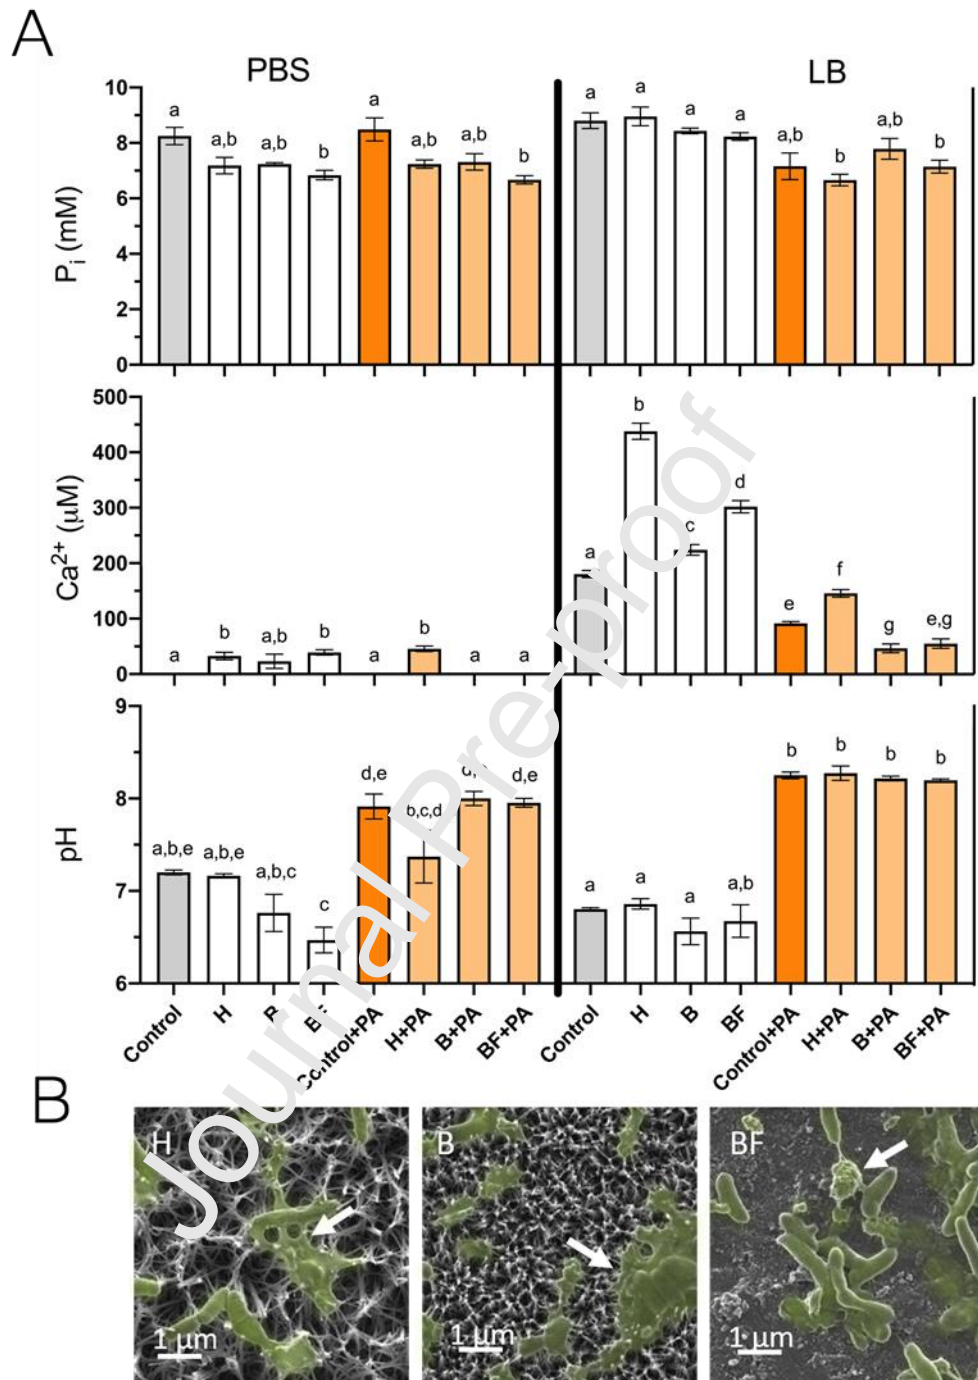 A
PBS LB
10
8
6
4
2
0
Pi (mM)
a a,b a,b b a a,b a,b b
a a a a a,b b a,b b
500
400
300
200
100
0
Ca2+ (μM)
a b a,b b a b a a
a b c d e f g e,g
9
8
7
6
pH
a,b,e a,b,e a,b,c c d,e b,c,d d, d,e
a a a a,b b b b b
Control H Control+PA H+PA B+PA BF+PA
Control H B BF Control+PA H+PA B+PA BF+PA
Journal Pre-proof
B
H B BF
1 μm 1 μm 1 μm